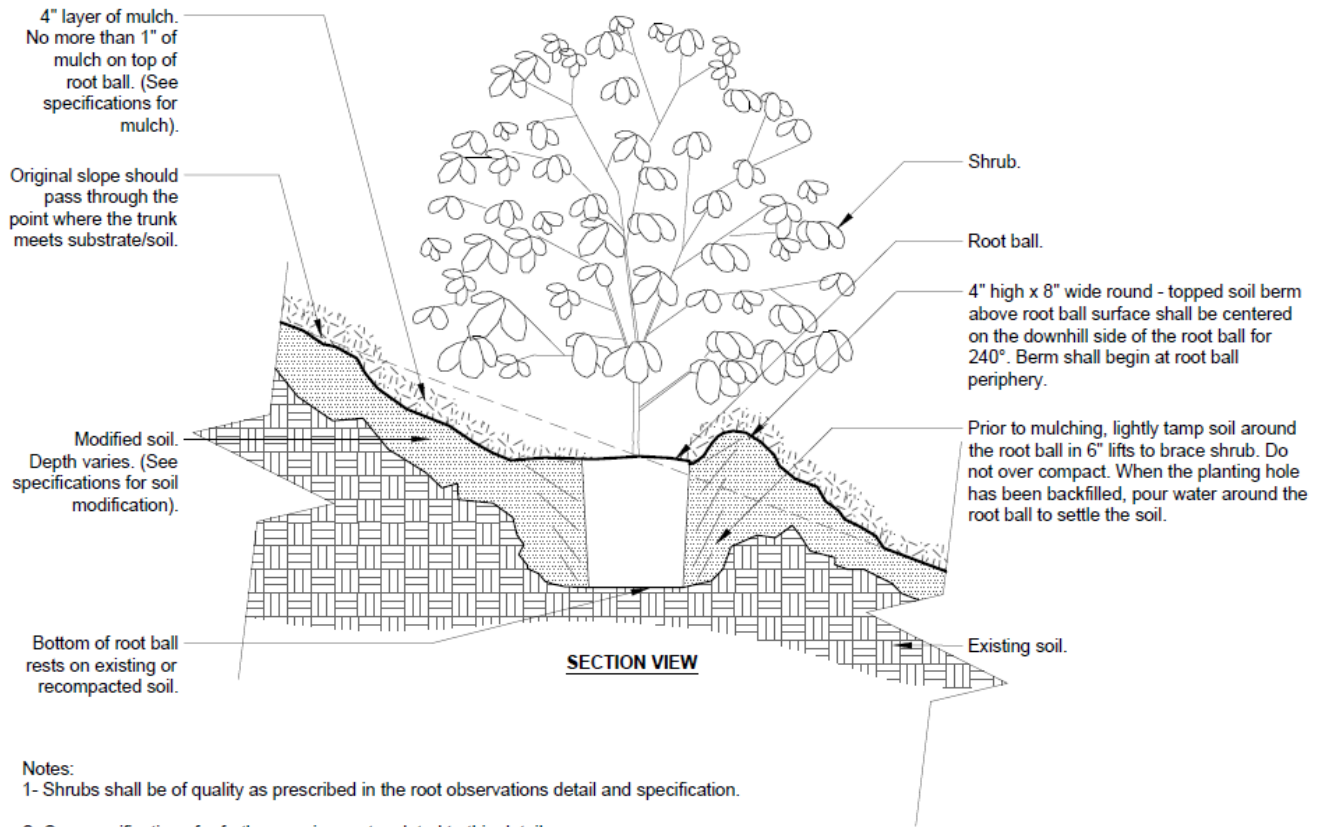 4" layer of mulch.
No more than 1" of
mulch on top of
root ball. (See
specifications for
mulch).
Original slope should
pass through the
point where the trunk
meets substrate/soil.
Modified soil.
Depth varies. (See
specifications for soil
modification).
Bottom of root ball
rests on existing or
recompacted soil.
Shrub.
Root ball.
4" high x 8" wide round - topped soil berm
above root ball surface shall be centered
on the downhill side of the root ball for
240°. Berm shall begin at root ball
periphery.
Prior to mulching, lightly tamp soil around
the root ball in 6" lifts to brace shrub. Do
not over compact. When the planting hole
has been backfilled, pour water around the
root ball to settle the soil.
Existing soil.
SECTION VIEW
Notes:
1- Shrubs shall be of quality as prescribed in the root observations detail and specification.